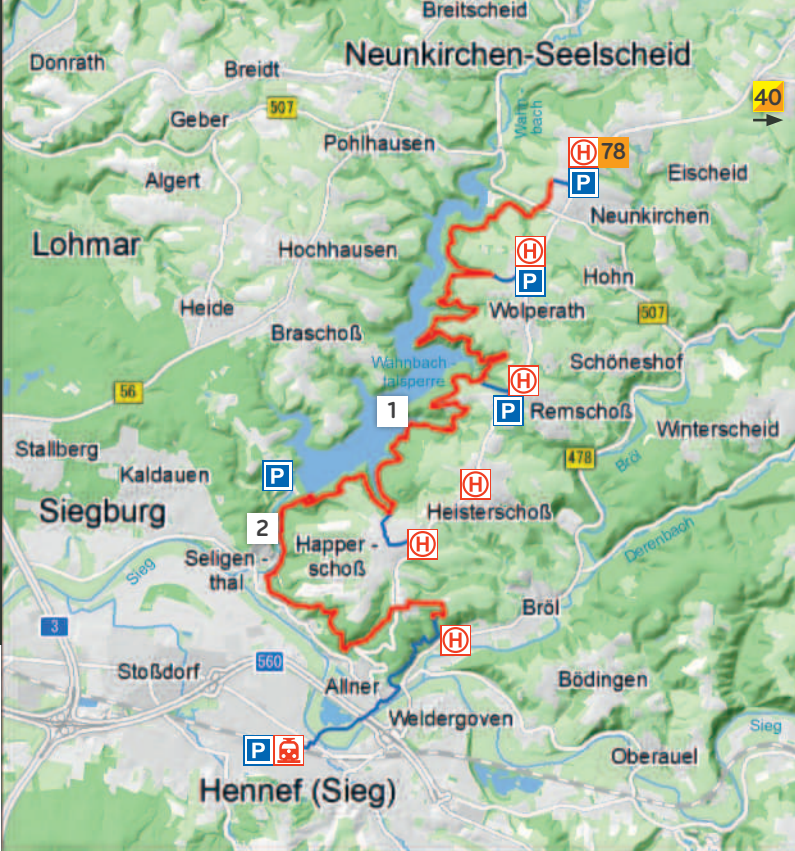 Breitscheid
Neunkirchen-Seelscheid
Donrath
Breidt
507
40
Wahn-
bach
Geber
Pohlhausen
H 78
P
Algert
Eischeid
Neunkirchen
Lohmar
Hochhausen
H
P
Hohn
Heide
Wolperath
507
Braschoß
Wahnbach -
talsperre
Schöneshof
56
H
1
P
Remschoß
Winterscheid
Stallberg
478
Bröl
Kaldauen
P
H
Siegburg
Heisterschoß
2
Derenbach
Seligen -
thal
Happer -
schoß
H
Sieg
Bröl
3
H
Stoßdorf
560
Allner
Bödingen
Weldergoven
Sieg
P
Oberauel
Hennef (Sieg)